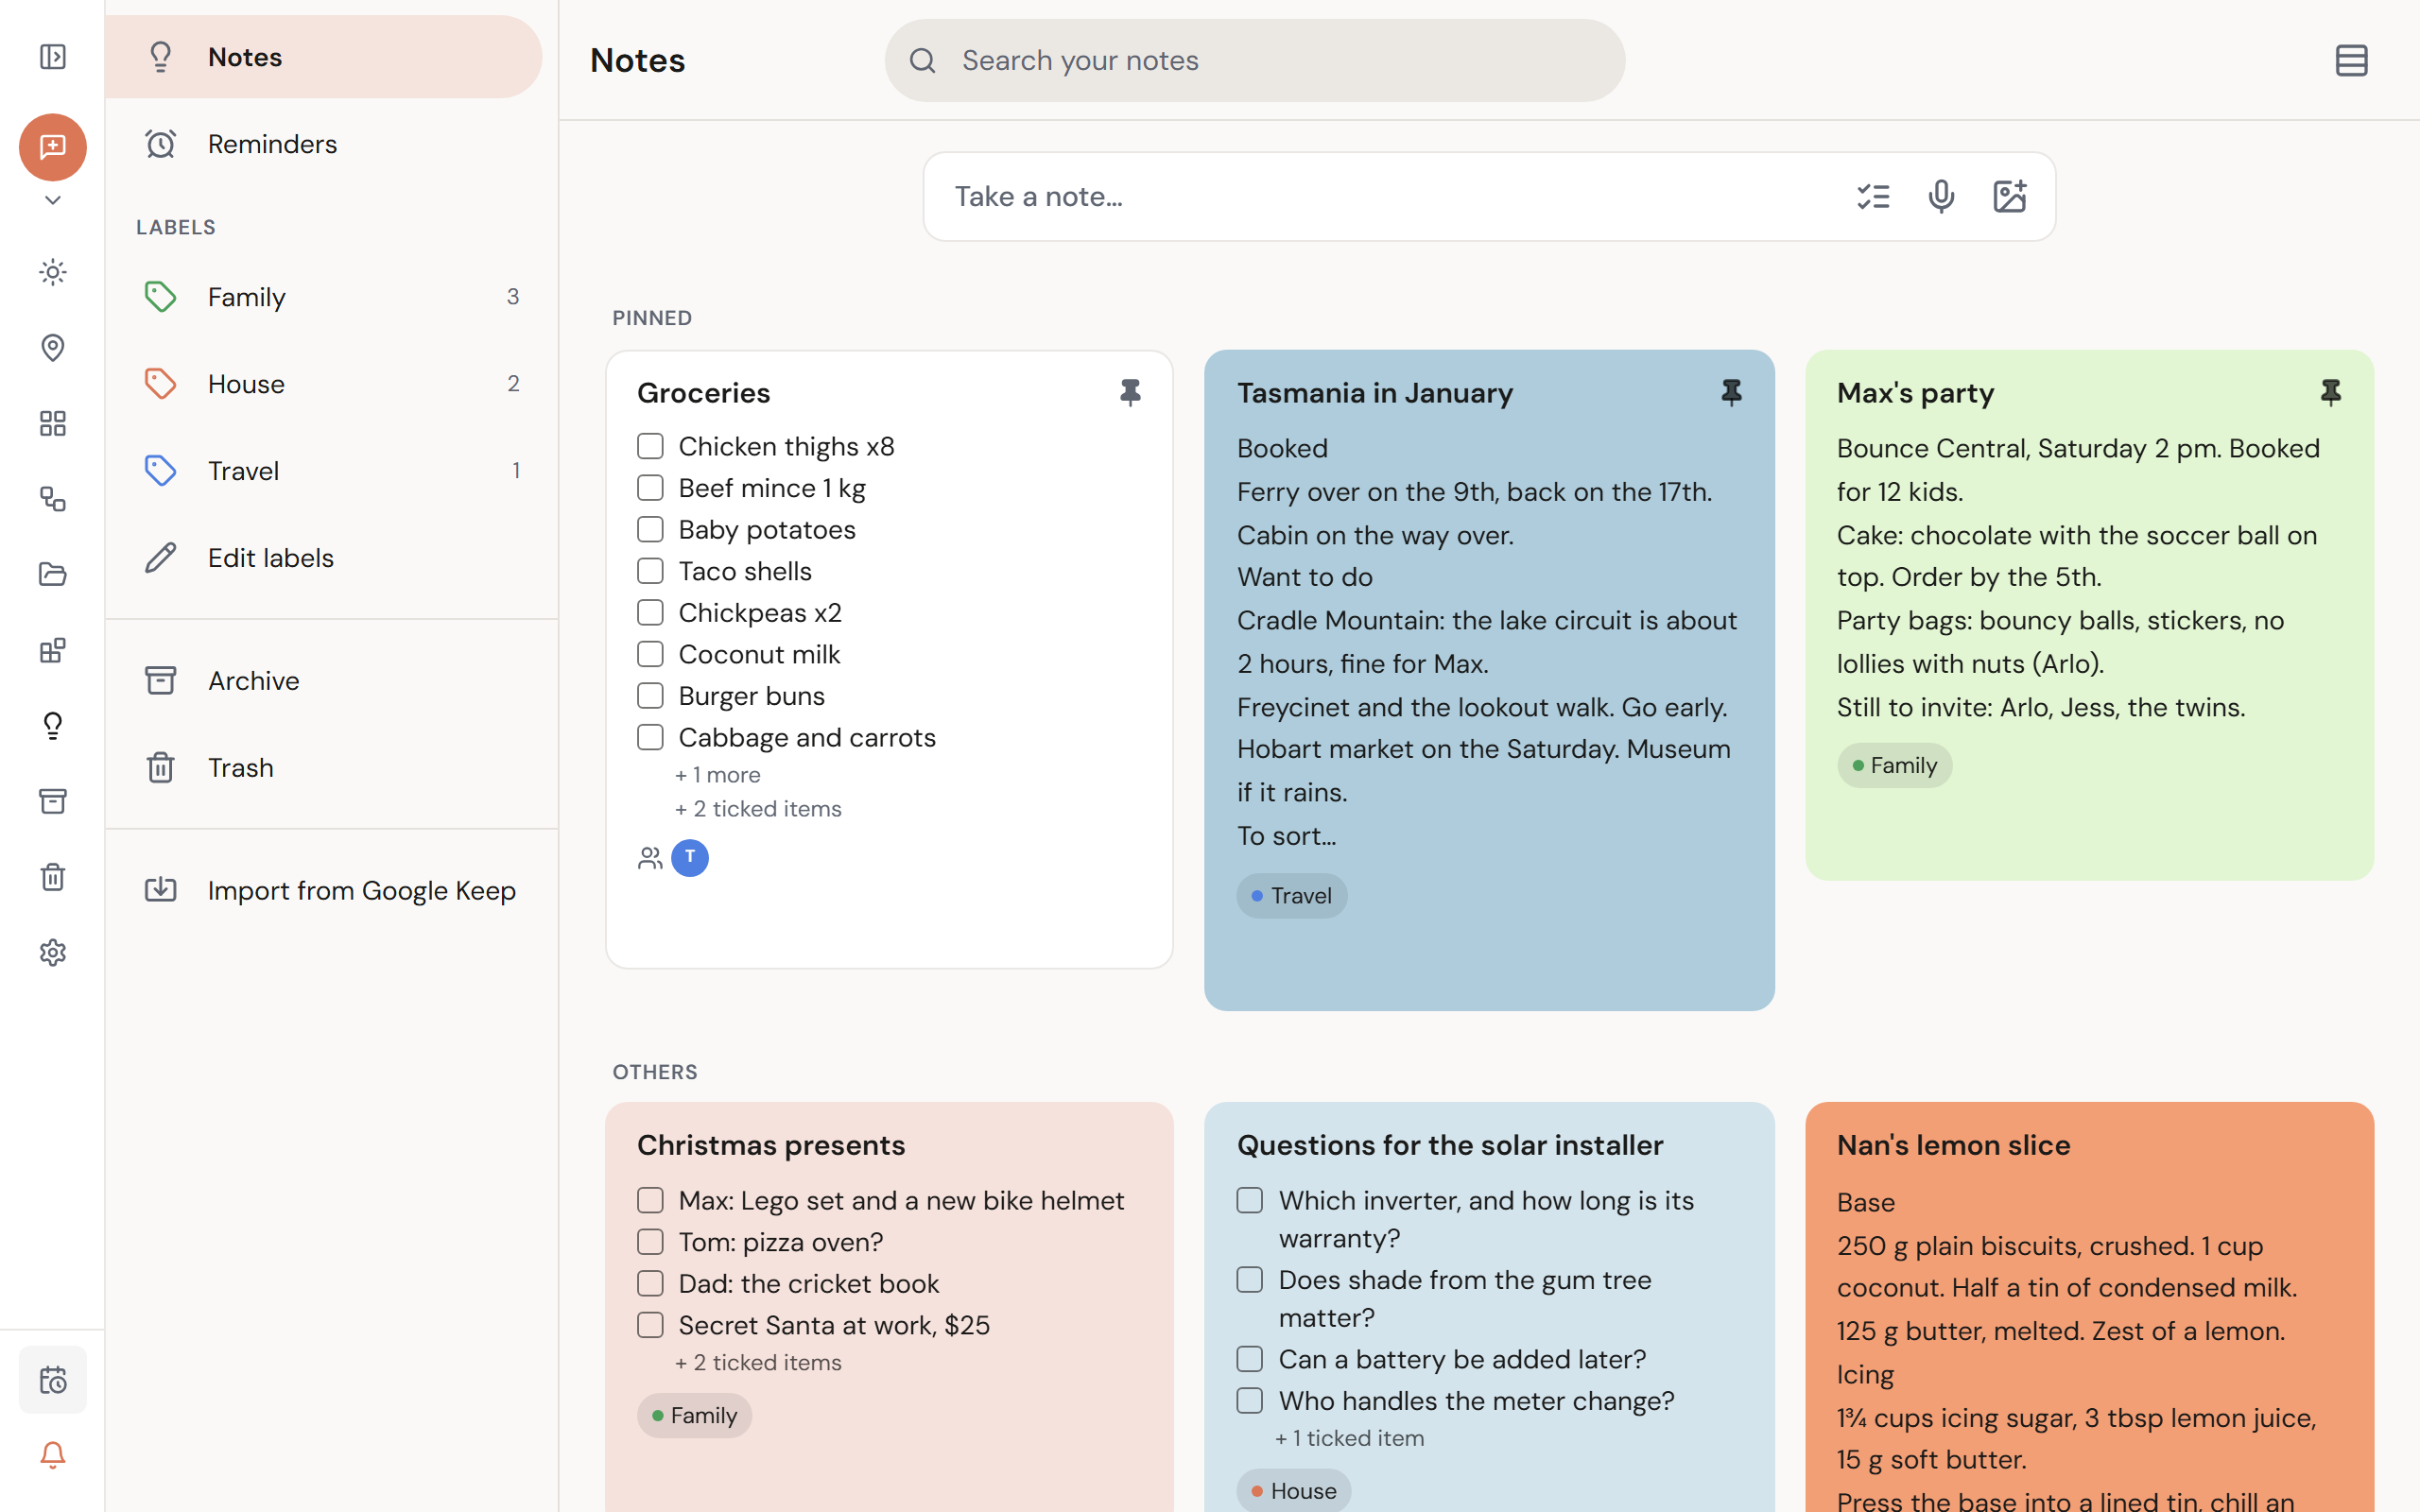 Notes
Reminders
LABELS
Family 3
House 2
Travel 1
Edit labels
Archive
Trash
Import from Google Keep
Notes
Search your notes
Take a note...
PINNED
Groceries
Chicken thighs x8
Beef mince 1 kg
Baby potatoes
Taco shells
Chickpeas x2
Coconut milk
Burger buns
Cabbage and carrots
+ 1 more
+ 2 ticked items
T
Tasmania in January
Booked
Ferry over on the 9th, back on the 17th.
Cabin on the way over.
Want to do
Cradle Mountain: the lake circuit is about
2 hours, fine for Max.
Freycinet and the lookout walk. Go early.
Hobart market on the Saturday. Museum
if it rains.
To sort...
Travel
Max's party
Bounce Central, Saturday 2 pm. Booked
for 12 kids.
Cake: chocolate with the soccer ball on
top. Order by the 5th.
Party bags: bouncy balls, stickers, no
lollies with nuts (Arlo).
Still to invite: Arlo, Jess, the twins.
Family
OTHERS
Christmas presents
Max: Lego set and a new bike helmet
Tom: pizza oven?
Dad: the cricket book
Secret Santa at work, $25
+ 2 ticked items
Family
Questions for the solar installer
Which inverter, and how long is its
warranty?
Does shade from the gum tree
matter?
Can a battery be added later?
Who handles the meter change?
+ 1 ticked item
House
Nan's lemon slice
Base
250 g plain biscuits, crushed. 1 cup
coconut. Half a tin of condensed milk.
125 g butter, melted. Zest of a lemon.
Icing
1¾ cups icing sugar, 3 tbsp lemon juice,
15 g soft butter.
Press the base into a lined tin, chill an